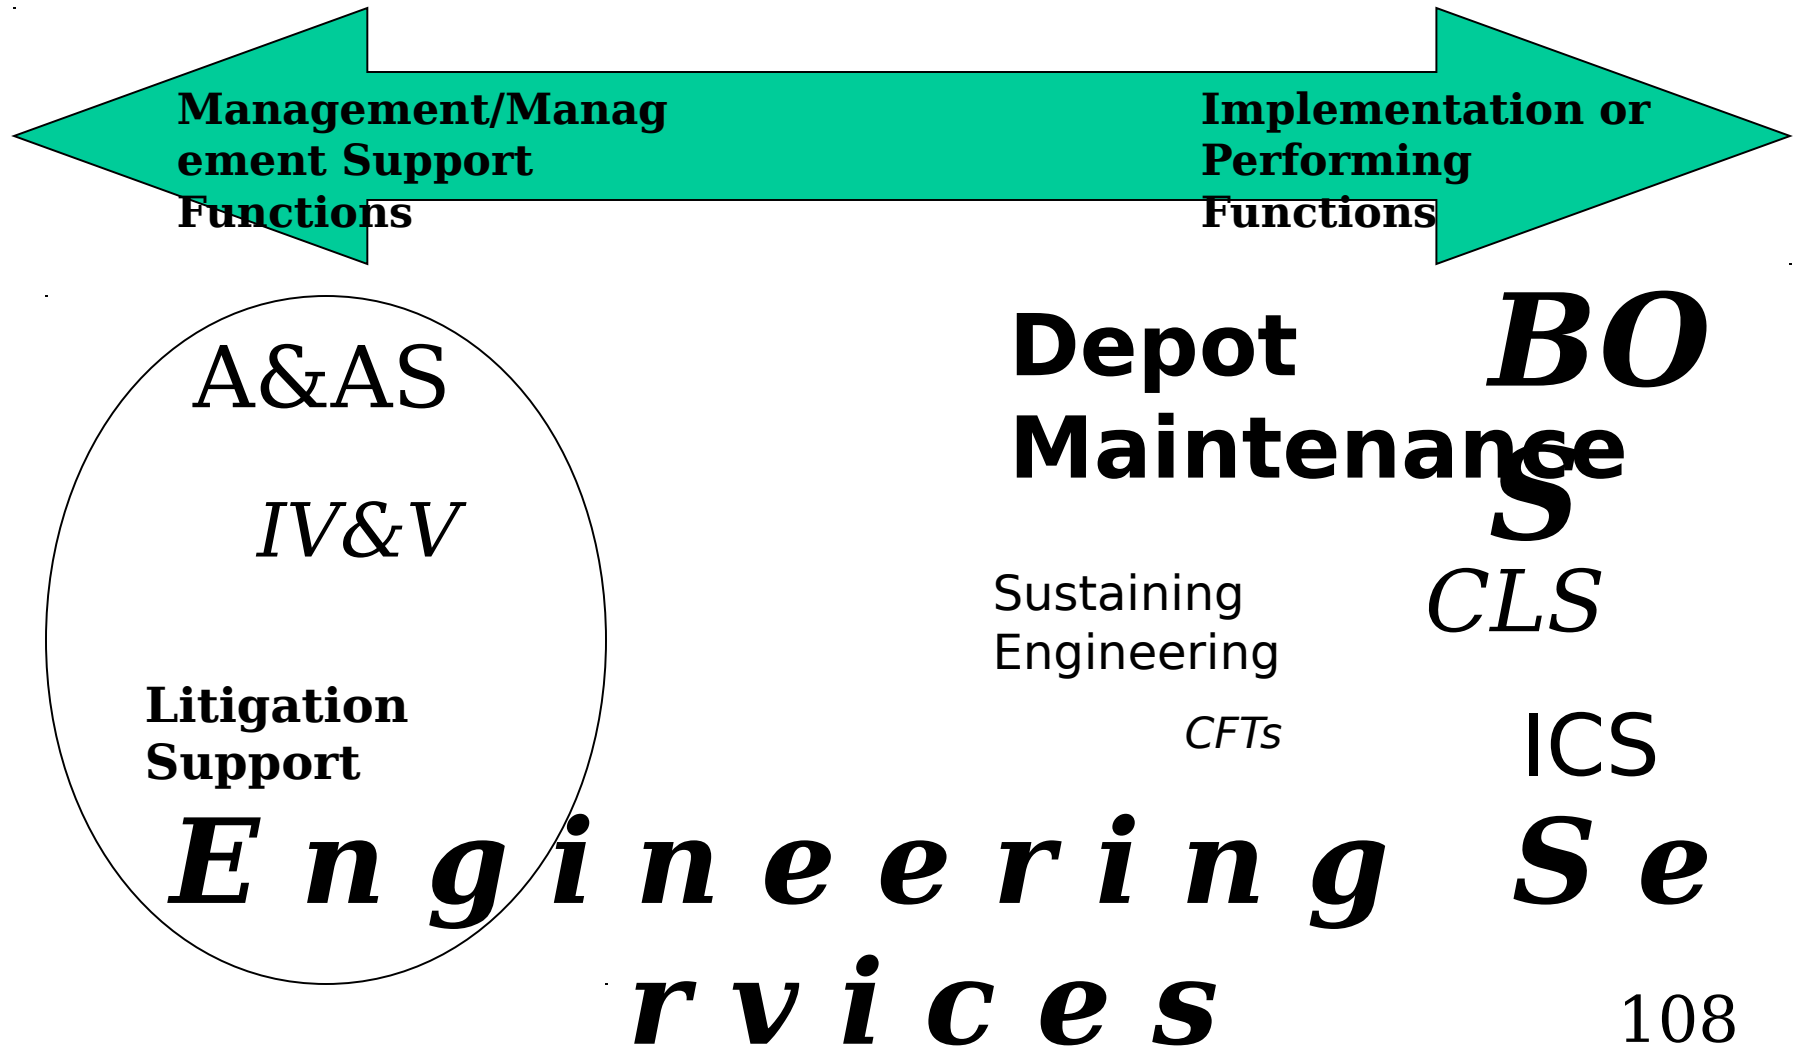 Management/Manag
ement Support
Functions
Implementation or
Performing
Functions
A&AS
IV&V
Litigation
Support
Depot
Maintenance
BO
S
Sustaining
Engineering
CLS
CFTs
ICS
E n g i n e e r i n g  S e
r v i c e s
108